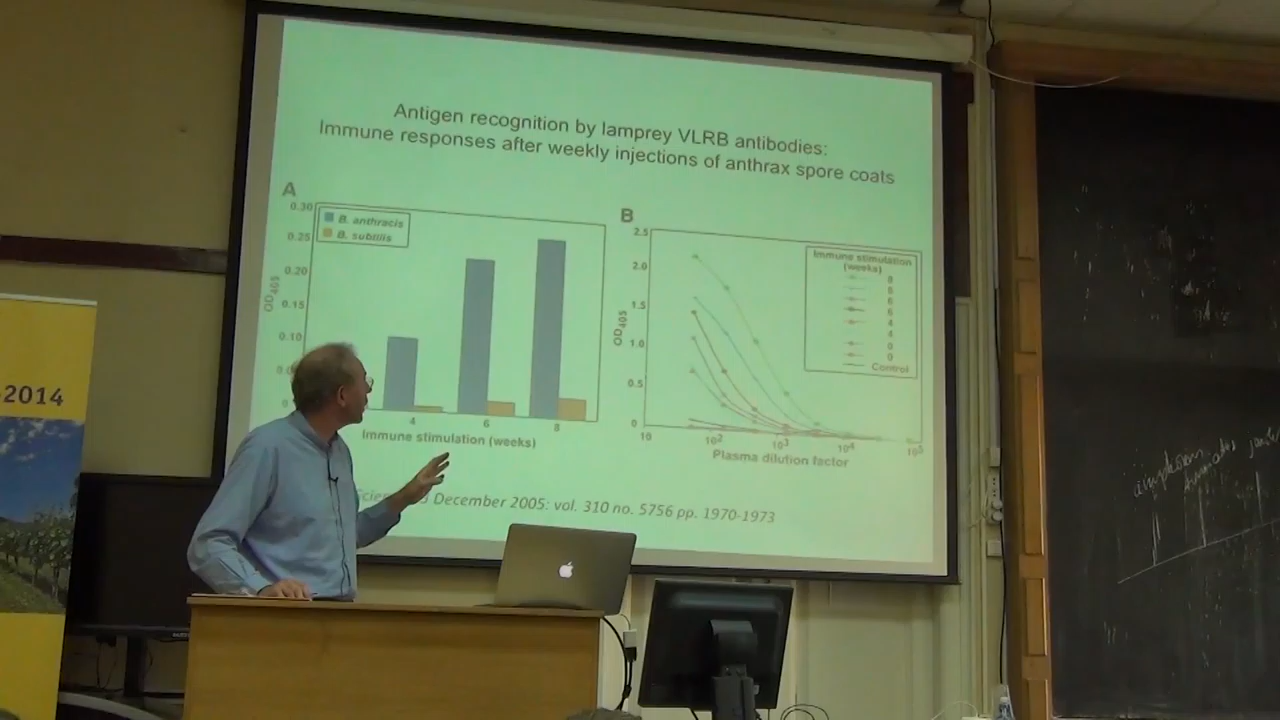 Antigen recognition by lamprey VLRB antibodies:
Immune responses after weekly injections of anthrax spore coats
A
B. anthracis
B. subtilis
0.30
0.25
0.20
0.15
0.10
OD405
4 6 8
Immune stimulation (weeks)
B
Immune stimulation
(weeks)
8
8
6
6
4
4
0
0
Control
2.5
2.0
1.5
1.0
0.5
0
OD405
10 10² 10³ 10⁴ 10⁵
Plasma dilution factor
December 2005: vol. 310 no. 5756 pp. 1970-1973
2014